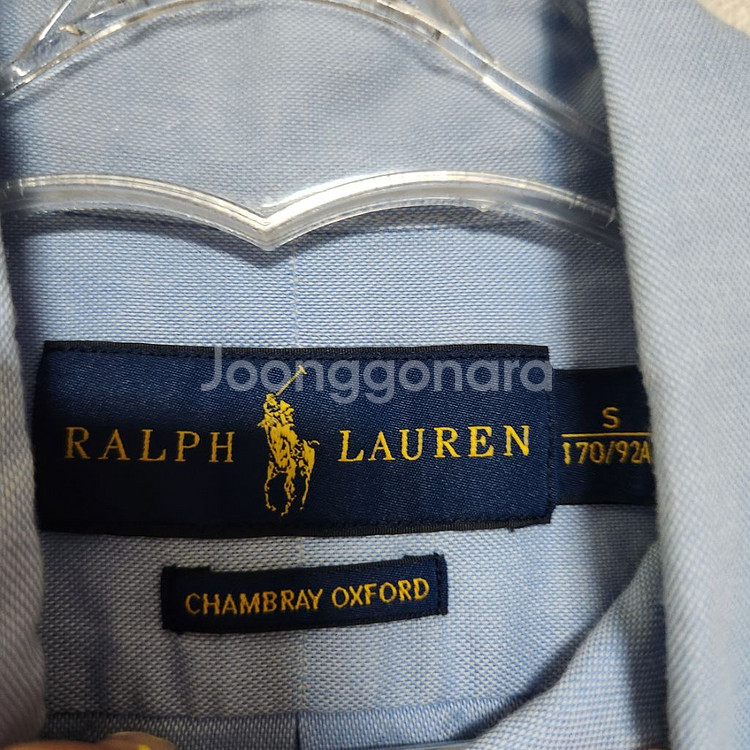 Joonggonara
RALPH LAUREN
S
170/92A
CHAMBRAY OXFORD